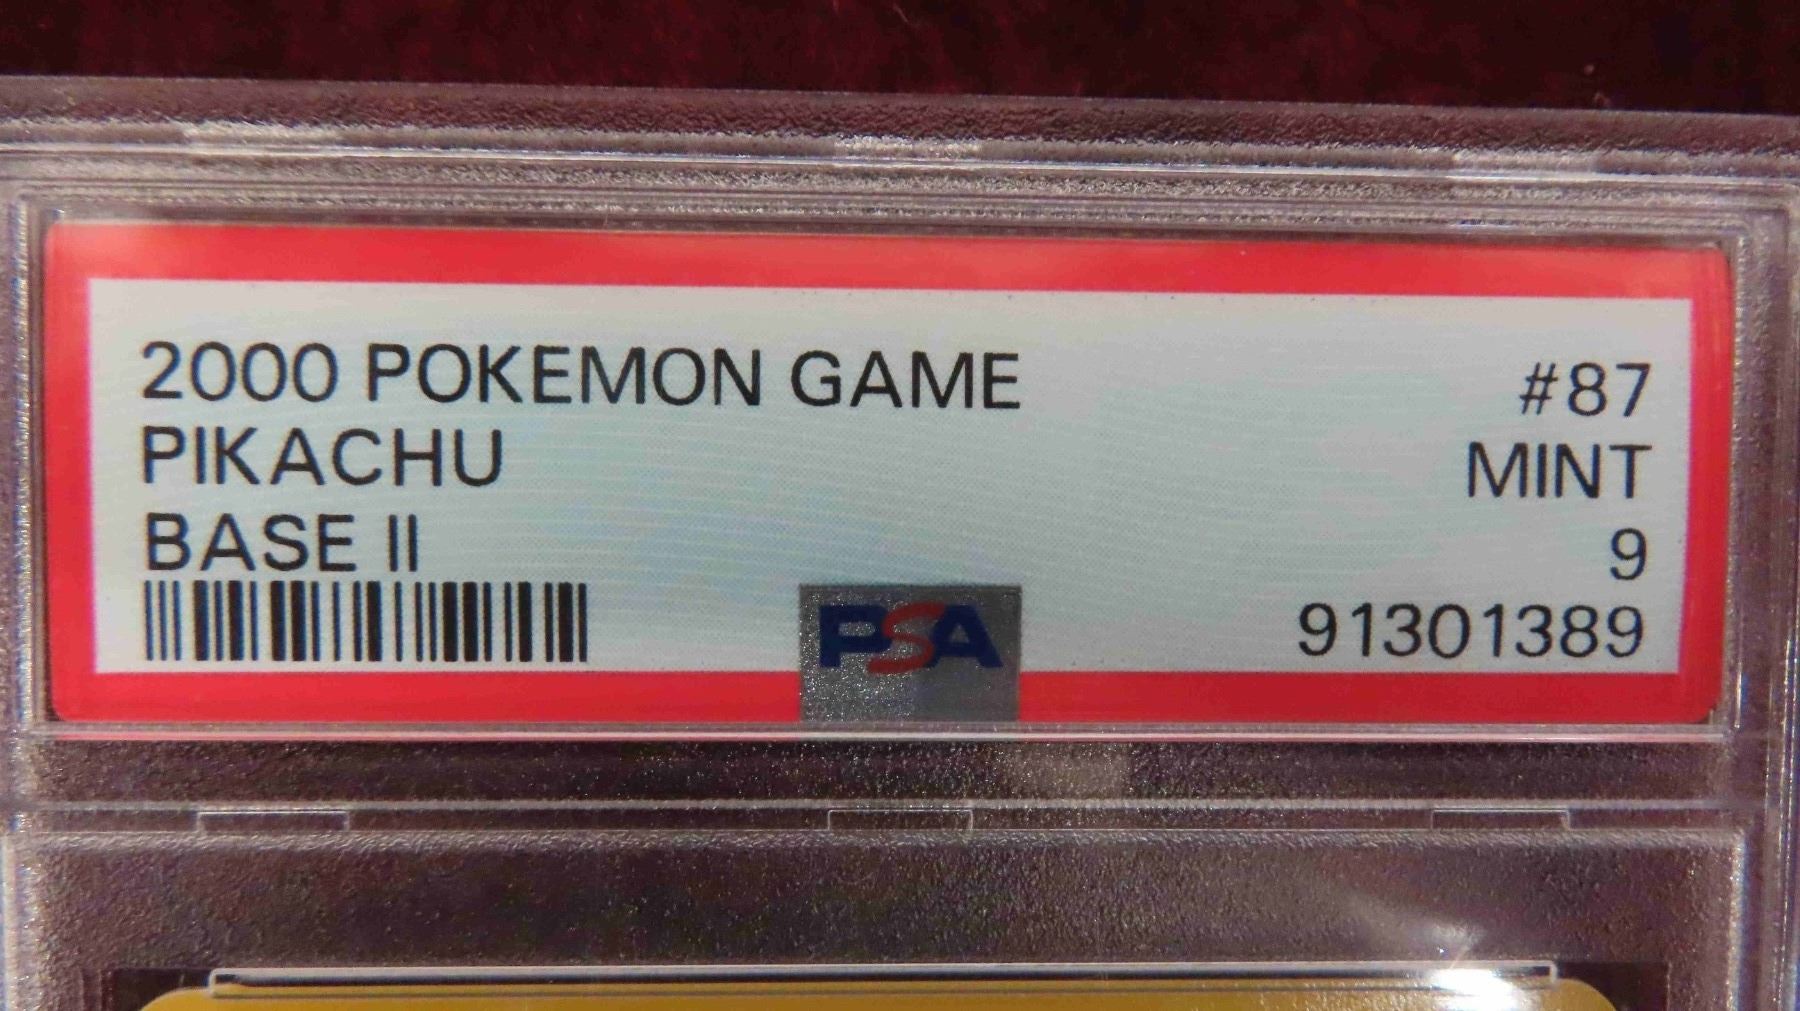 2000 POKEMON GAME #87
PIKACHU MINT
BASE II 9
PSA 91301389